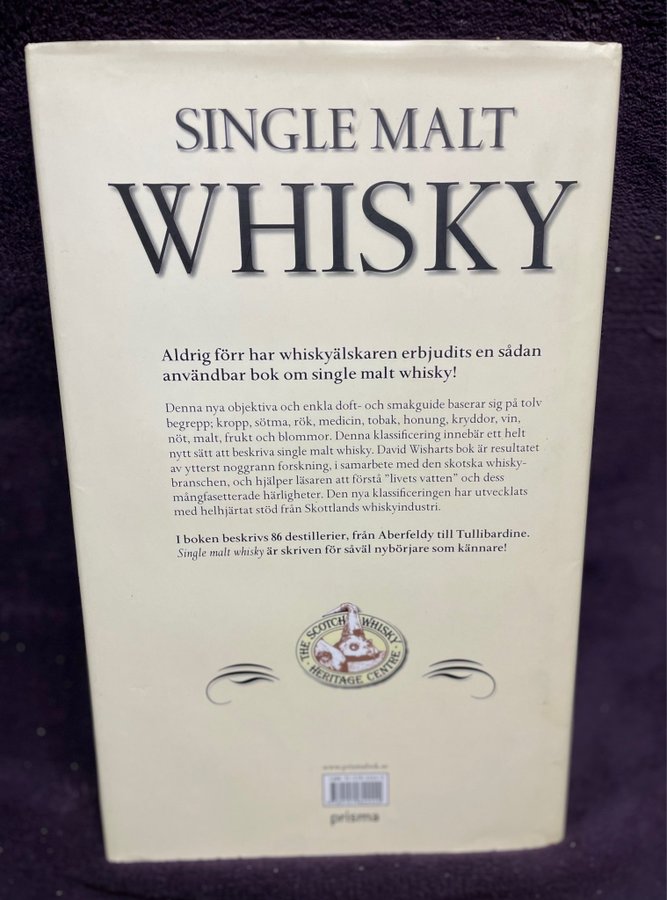 SINGLE MALT
WHISKY
Aldrig förr har whiskyälskaren erbjudits en sådan
användbar bok om single malt whisky!
Denna nya objektiva och enkla doft- och smakguide baserar sig på tolv
begrepp; kropp, sötma, rök, medicin, tobak, honung, kryddor, vin,
nöt, malt, frukt och blommor. Denna klassificering innebär ett helt
nytt sätt att beskriva single malt whisky. David Wisharts bok är resultatet
av ytterst noggrann forskning, i samarbete med den skotska whisky-
branschen, och hjälper läsaren att förstå "livets vatten" och dess
mångfasetterade härligheter. Den nya klassificeringen har utvecklats
med helhjärtat stöd från Skottlands whiskyindustri.
I boken beskrivs 86 destillerier, från Aberfeldy till Tullibardine.
Single malt whisky är skriven för såväl nybörjare som kännare!
THE SCOTCH WHISKY
· HERITAGE CENTRE ·
www.prismabok.se
prisma